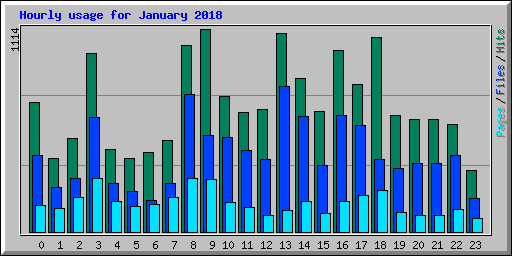 Hourly usage for January 2018
1114
Pages/Files/Hits
0 1 2 3 4 5 6 7 8 9 10 11 12 13 14 15 16 17 18 19 20 21 22 23